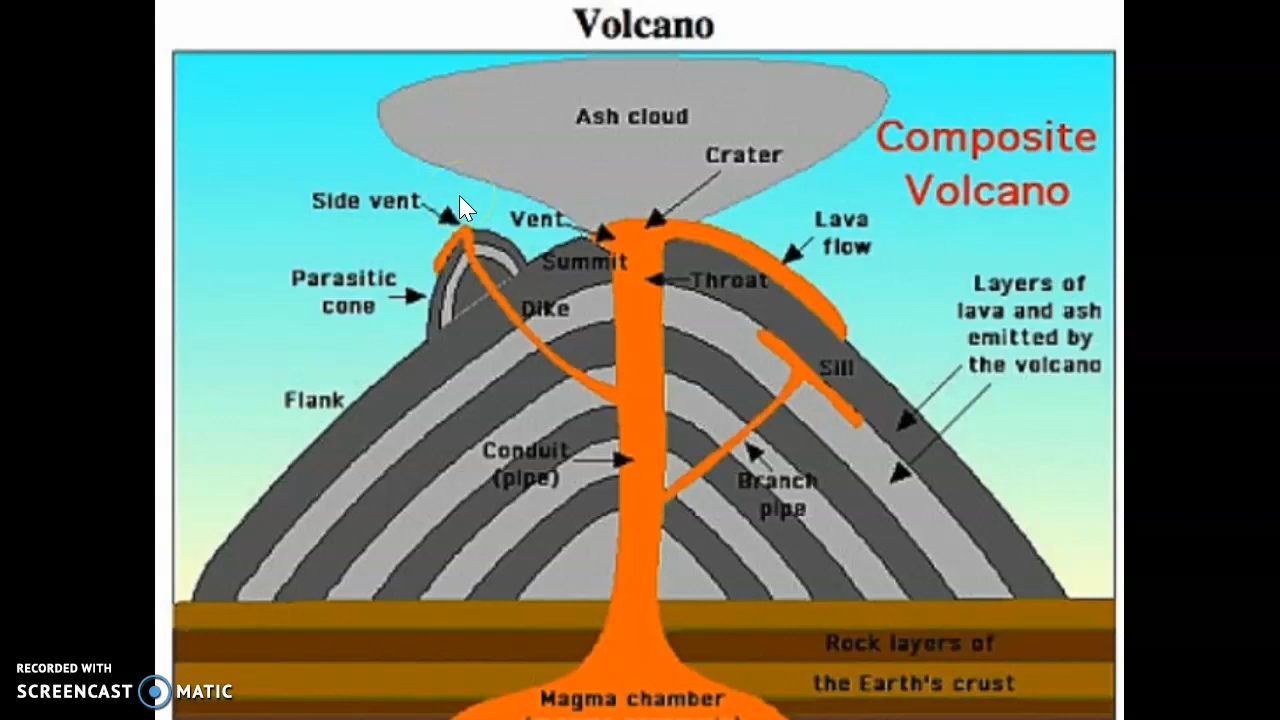 Volcano
Ash cloud
Composite
Volcano
Crater
Side vent
Vent
Lava
flow
Summit
Throat
Parasitic
cone
Dike
Layers of
lava and ash
emitted by
the volcano
Sill
Flank
Conduit
(pipe)
Branch
pipe
Rock layers of
the Earth's crust
Magma chamber
RECORDED WITH
SCREENCAST MATIC